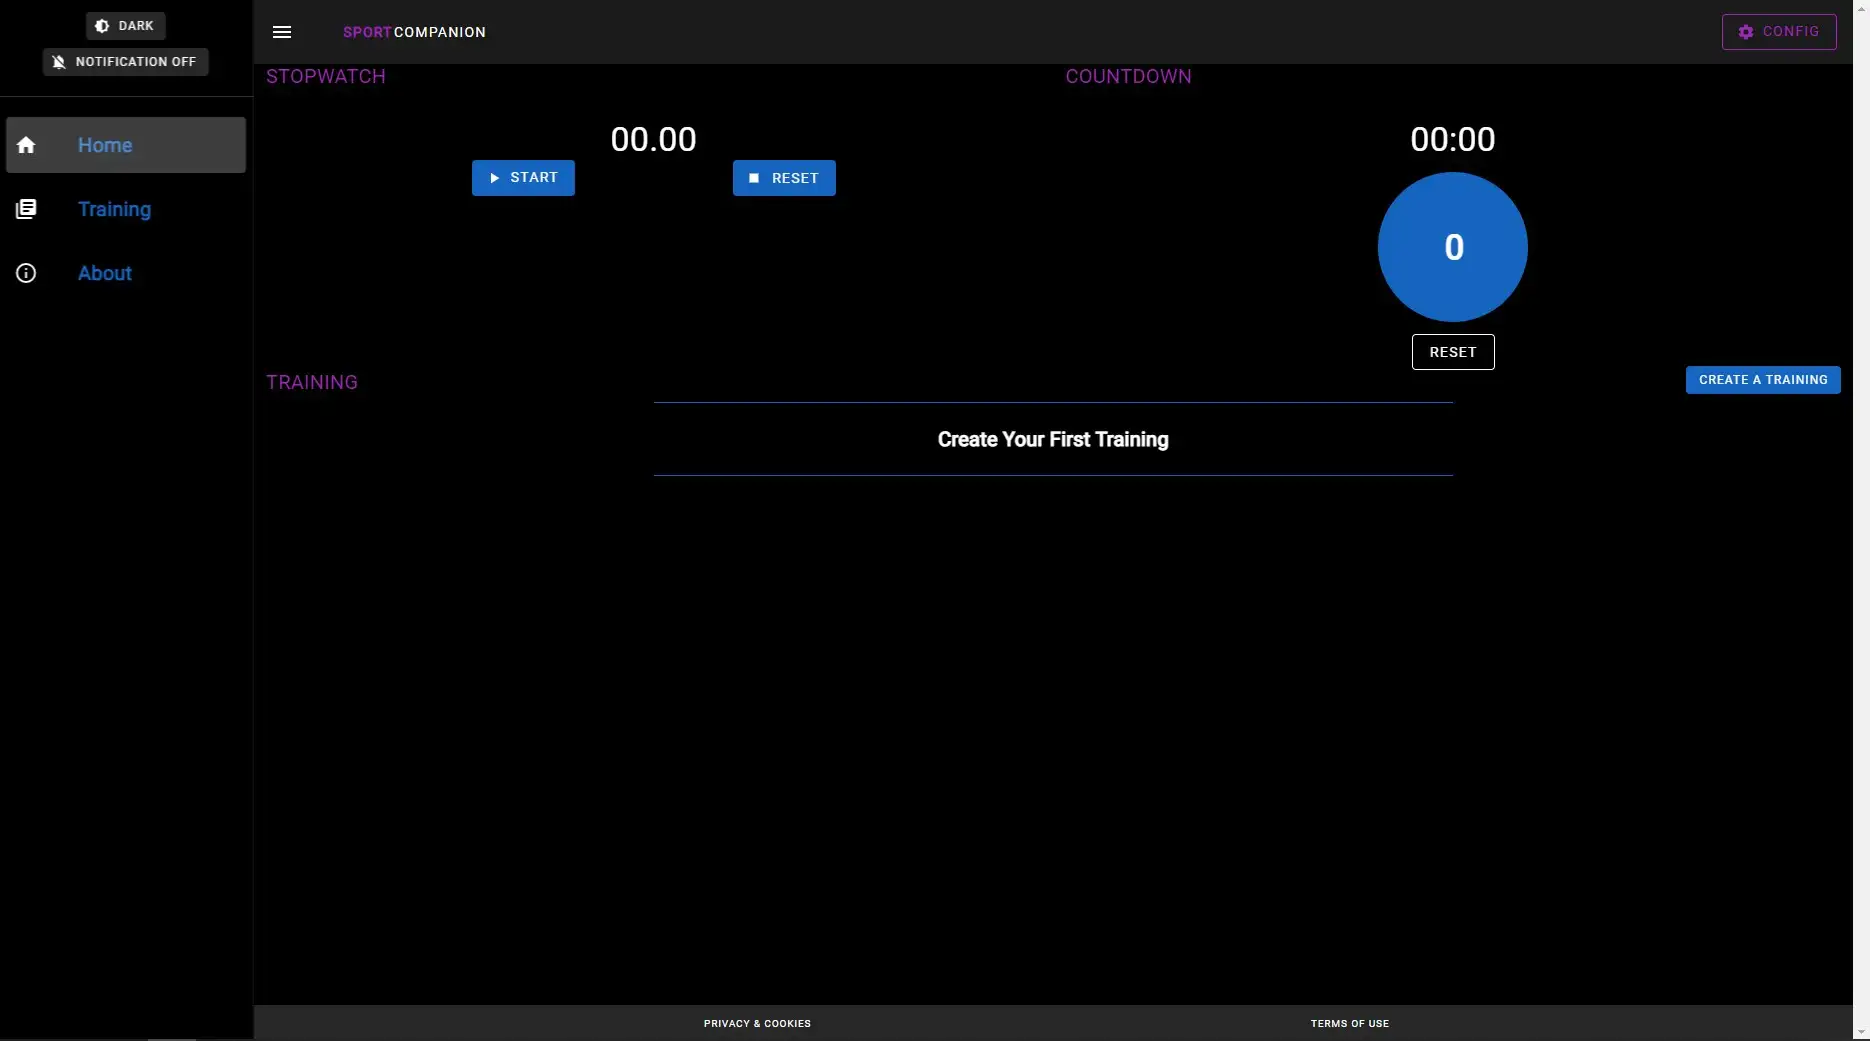 DARK
NOTIFICATION OFF
Home
Training
About
SPORTCOMPANION
CONFIG
STOPWATCH
00.00
START
RESET
COUNTDOWN
00:00
0
RESET
TRAINING
CREATE A TRAINING
Create Your First Training
PRIVACY & COOKIES
TERMS OF USE